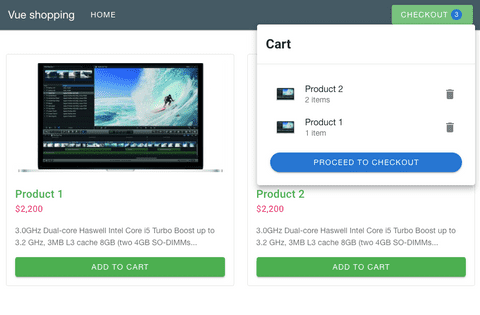 Vue shopping HOME CHECKOUT 3
Cart
Product 2
2 items
Product 1
1 item
PROCEED TO CHECKOUT
Product 1
$2,200
3.0GHz Dual-core Haswell Intel Core i5 Turbo Boost up to
3.2 GHz, 3MB L3 cache 8GB (two 4GB SO-DIMMs...
ADD TO CART
Product 2
$2,200
3.0GHz Dual-core Haswell Intel Core i5 Turbo Boost up to
3.2 GHz, 3MB L3 cache 8GB (two 4GB SO-DIMMs...
ADD TO CART